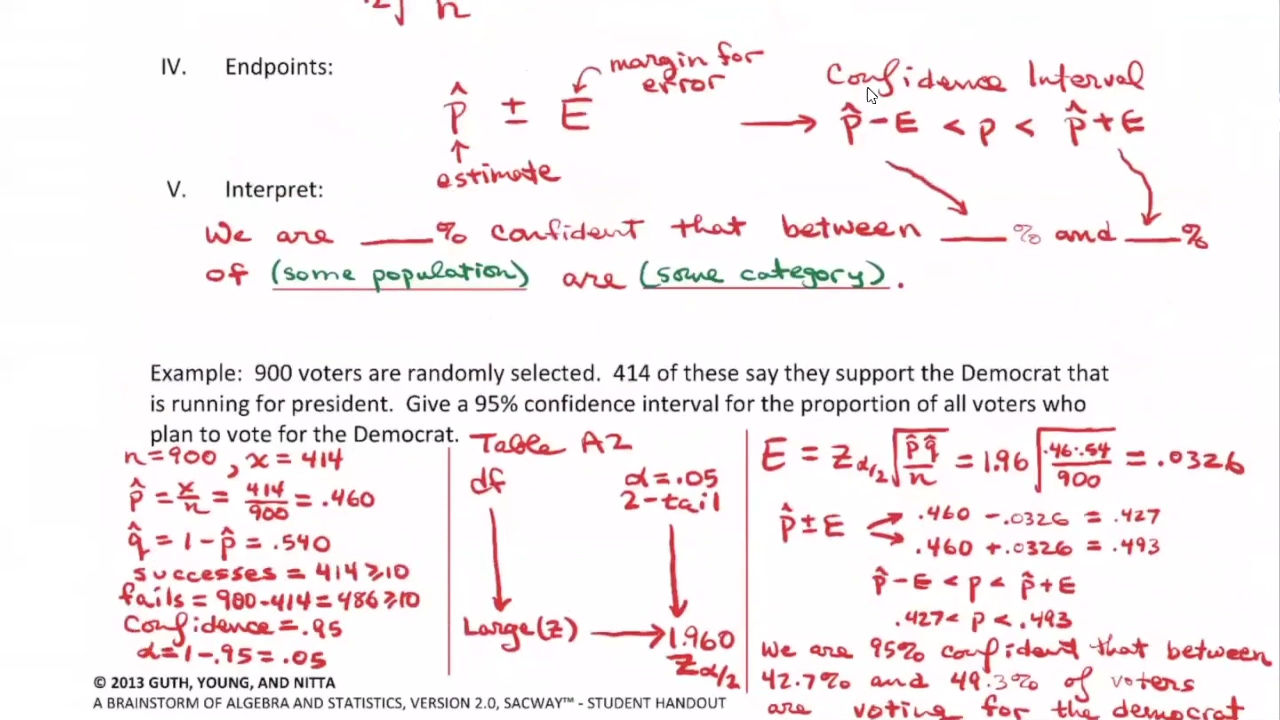 √n
IV. Endpoints:
p̂ ± E
margin for
error
estimate
Confidence Interval
→ p̂ - E < p < p̂ + E
V. Interpret:
We are ___% confident that between ___% and ___%
of (some population) are (some category).
Example: 900 voters are randomly selected. 414 of these say they support the Democrat that
is running for president. Give a 95% confidence interval for the proportion of all voters who
plan to vote for the Democrat.
n=900, x=414
p̂ = x/n = 414/900 = .460
q̂ = 1-p̂ = .540
successes = 414 ≥ 10
fails = 900-414 = 486 ≥ 10
Confidence = .95
α = 1-.95 = .05
Table A2
df
α = .05
2-tail
Large(Z) → 1.960
Zα/2
E = Zα/2 √(p̂q̂/n) = 1.96 √(.46·.54/900) = .0326
p̂ ± E
.460 - .0326 = .427
.460 + .0326 = .493
p̂ - E < p < p̂ + E
.427 < p < .493
We are 95% confident that between
42.7% and 49.3% of voters
are voting for the democrat
© 2013 GUTH, YOUNG, AND NITTA
A BRAINSTORM OF ALGEBRA AND STATISTICS, VERSION 2.0, SACWAY™ - STUDENT HANDOUT